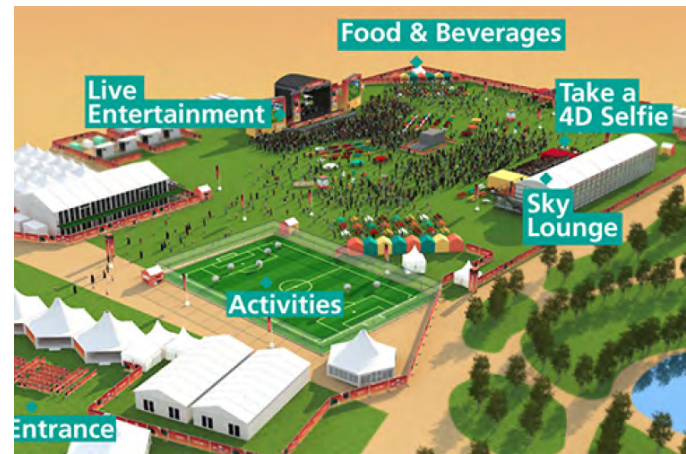 Food & Beverages
Live
Entertainment
Take a
4D Selfie
Sky
Lounge
Activities
Entrance